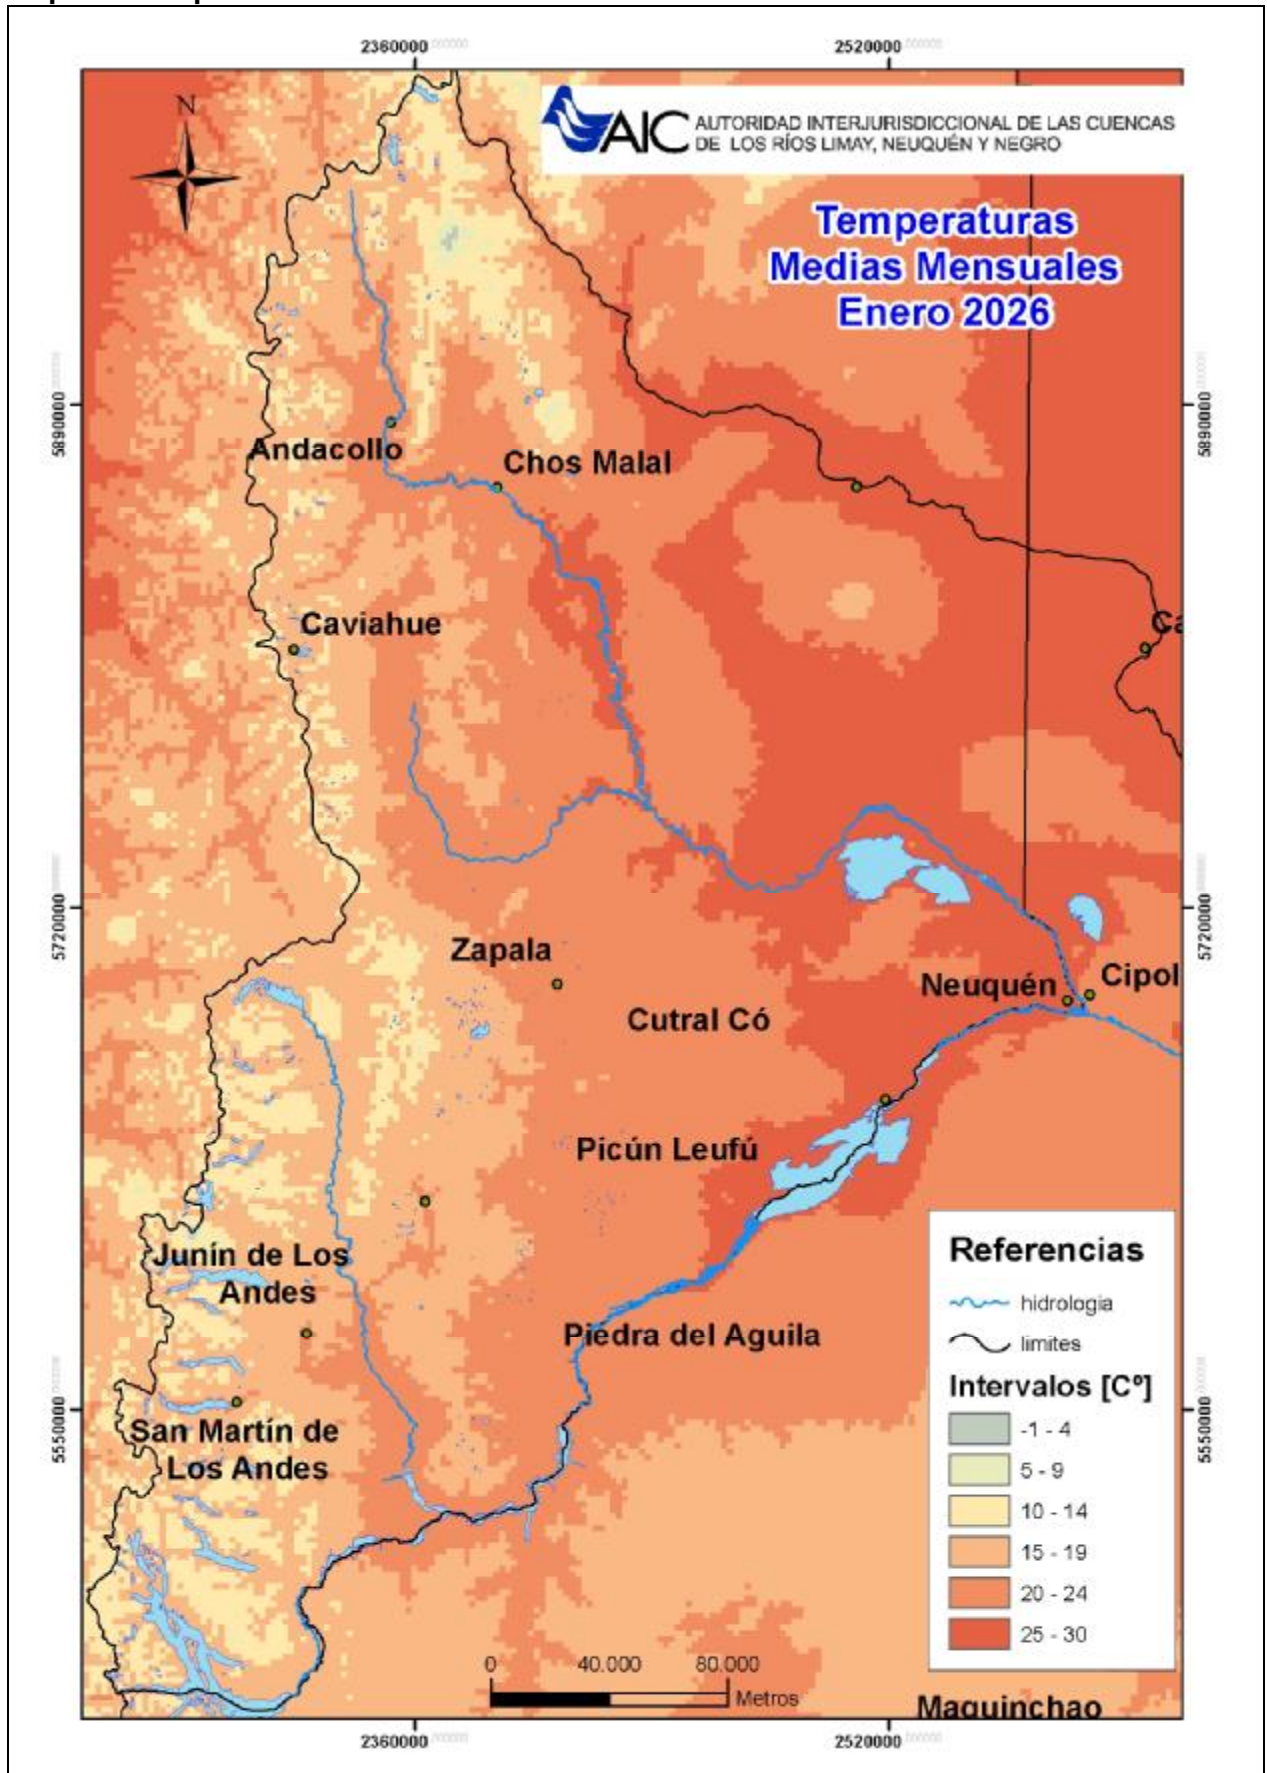 2360000
2520000
N
AIC
AUTORIDAD INTERJURISDICCIONAL DE LAS CUENCAS
DE LOS RÍOS LIMAY, NEUQUÉN Y NEGRO
Temperaturas
Medias Mensuales
Enero 2026
5890000
5890000
Andacollo
Chos Malal
Caviahue
Ca
5720000
5720000
Zapala
Neuquén
Cipol
Cutral Có
Picún Leufú
Junín de Los
Andes
Piedra del Aguila
San Martín de
Los Andes
5550000
5550000
Referencias
hidrologia
limites
Intervalos [Cº]
-1 - 4
5 - 9
10 - 14
15 - 19
20 - 24
25 - 30
0 40.000 80.000
Metros
Maquinchao
2360000
2520000